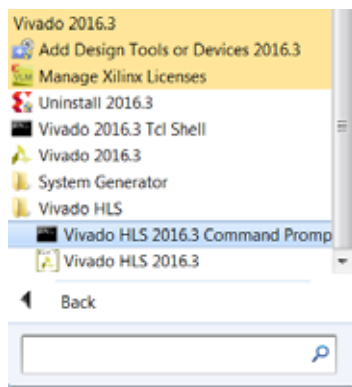 Vivado 2016.3
Add Design Tools or Devices 2016.3
Manage Xilinx Licenses
Uninstall 2016.3
Vivado 2016.3 Tcl Shell
Vivado 2016.3
System Generator
Vivado HLS
Vivado HLS 2016.3 Command Promp
Vivado HLS 2016.3
Back